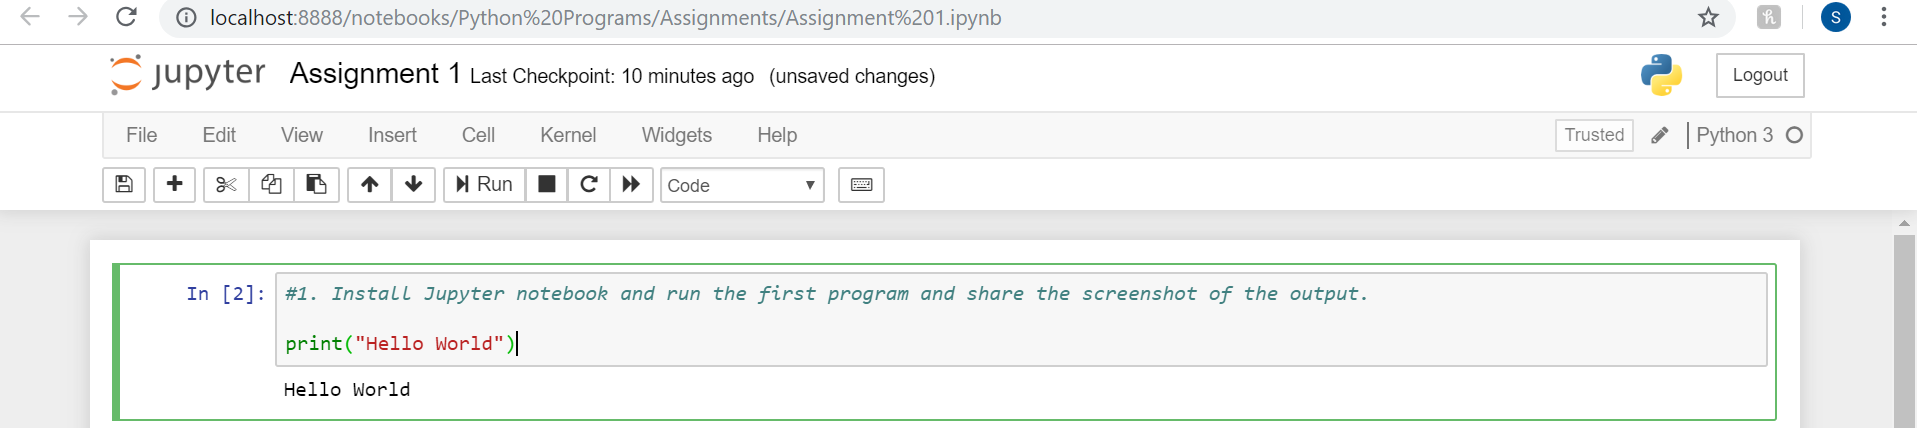 localhost:8888/notebooks/Python%20Programs/Assignments/Assignment%201.ipynb
S
jupyter Assignment 1 Last Checkpoint: 10 minutes ago (unsaved changes)
Logout
File Edit View Insert Cell Kernel Widgets Help
Trusted Python 3
Run Code
In [2]: #1. Install Jupyter notebook and run the first program and share the screenshot of the output.
print("Hello World")
Hello World